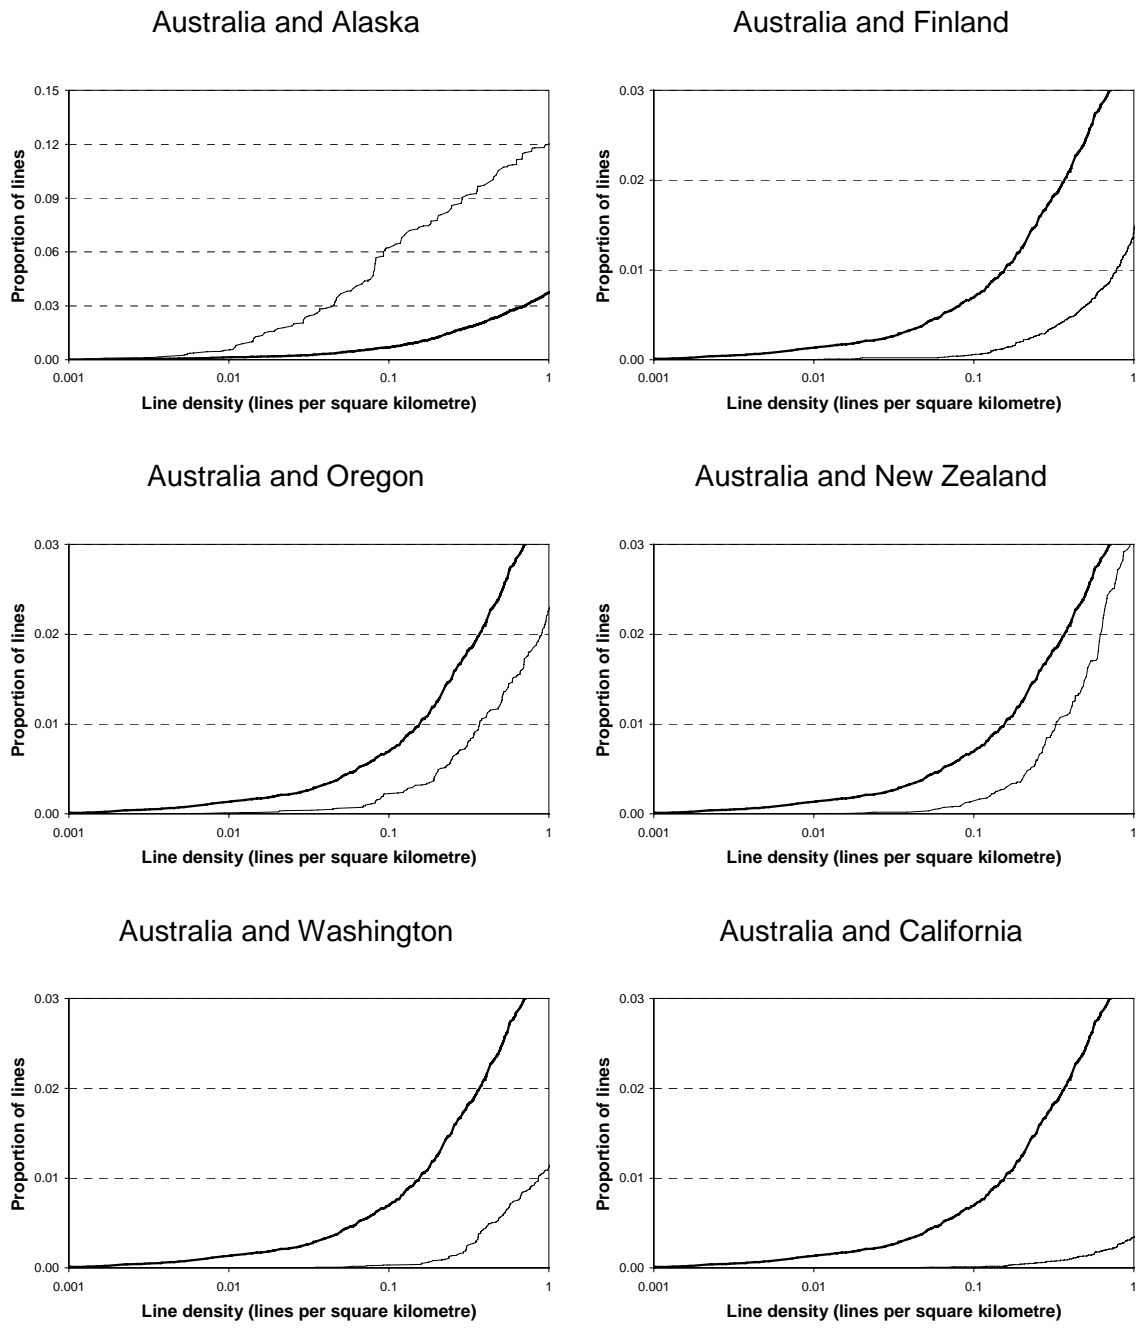 Australia and Alaska
Proportion of lines
0.15
0.12
0.09
0.06
0.03
0.00
0.001
0.01
0.1
1
Line density (lines per square kilometre)
Australia and Finland
Proportion of lines
0.03
0.02
0.01
0.00
0.001
0.01
0.1
1
Line density (lines per square kilometre)
Australia and Oregon
Proportion of lines
0.03
0.02
0.01
0.00
0.001
0.01
0.1
1
Line density (lines per square kilometre)
Australia and New Zealand
Proportion of lines
0.03
0.02
0.01
0.00
0.001
0.01
0.1
1
Line density (lines per square kilometre)
Australia and Washington
Proportion of lines
0.03
0.02
0.01
0.00
0.001
0.01
0.1
1
Line density (lines per square kilometre)
Australia and California
Proportion of lines
0.03
0.02
0.01
0.00
0.001
0.01
0.1
1
Line density (lines per square kilometre)